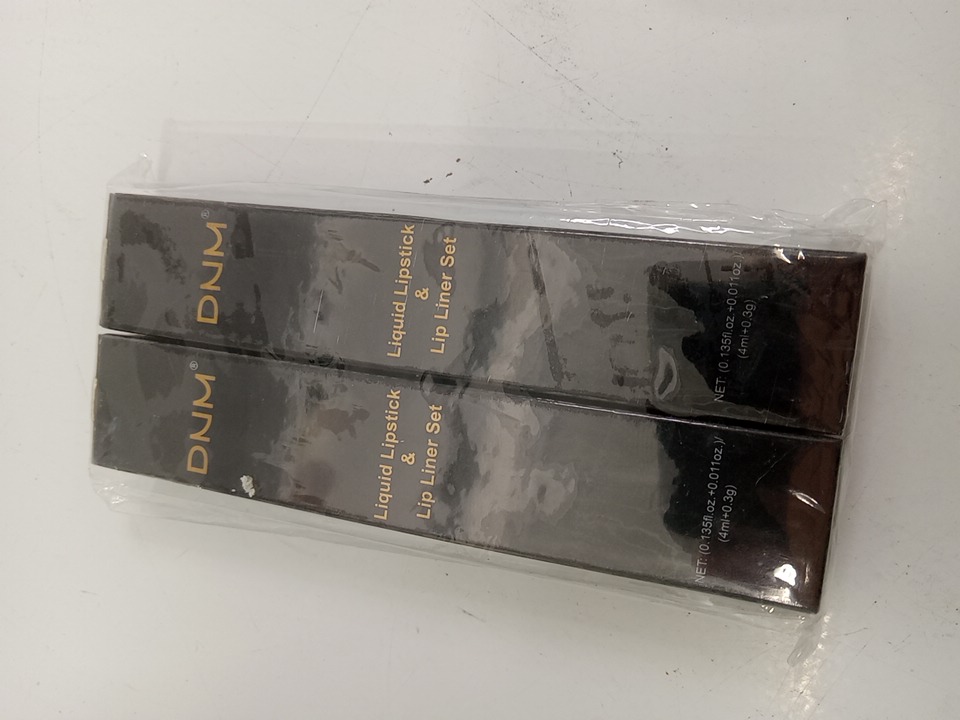 DNM®
Liquid Lipstick
&
Lip Liner Set
NET: (0.135fl.oz.+0.011oz.)/
(4ml+0.3g)
DNM®
Liquid Lipstick
&
Lip Liner Set
NET: (0.135fl.oz.+0.011oz.)/
(4ml+0.3g)